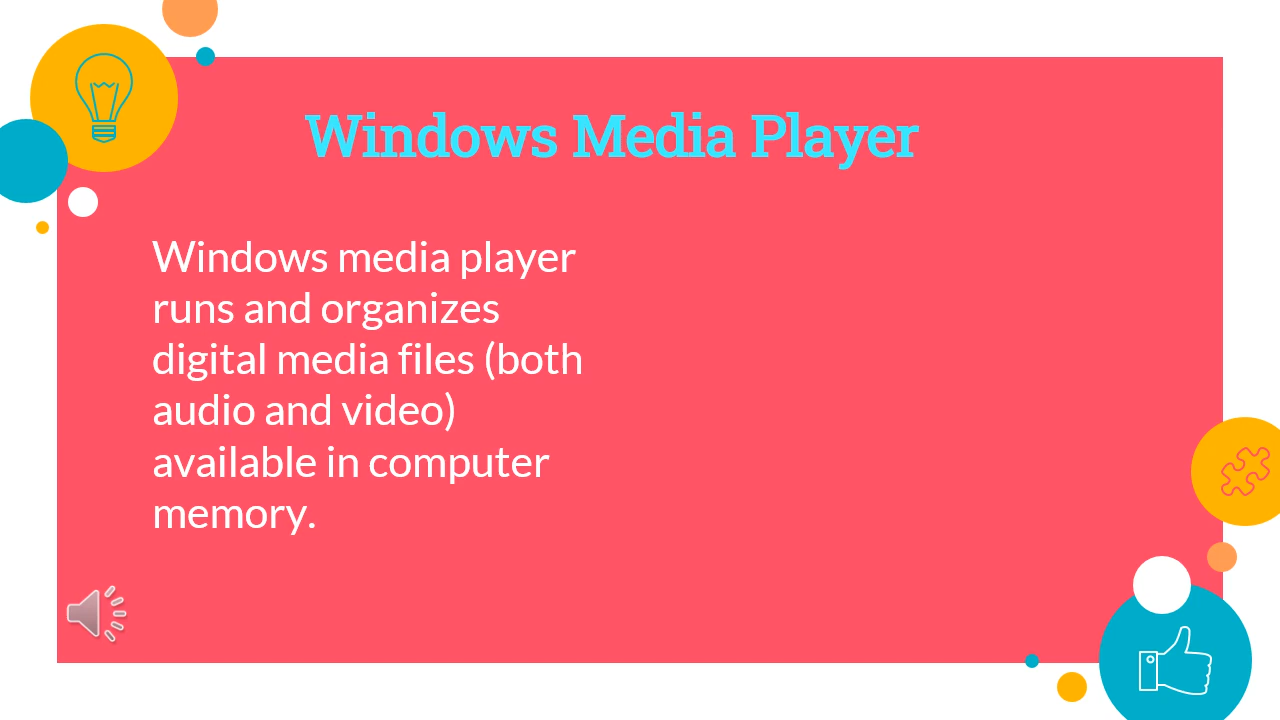 Windows Media Player
Windows media player
runs and organizes
digital media files (both
audio and video)
available in computer
memory.